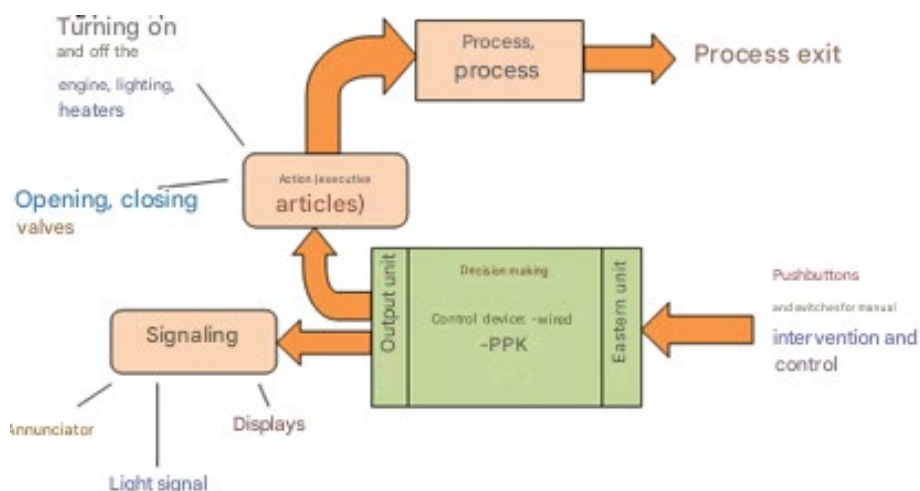 Turning on
and off the
engine, lighting,
heaters
Opening, closing
valves
Process,
process
Process exit
Action (executive
articles)
Output unit
Decision making
Control device: -wired
-PPK
Eastern unit
Pushbuttons
and switches for manual
intervention and
control
Signaling
Annunciator
Light signal
Displays